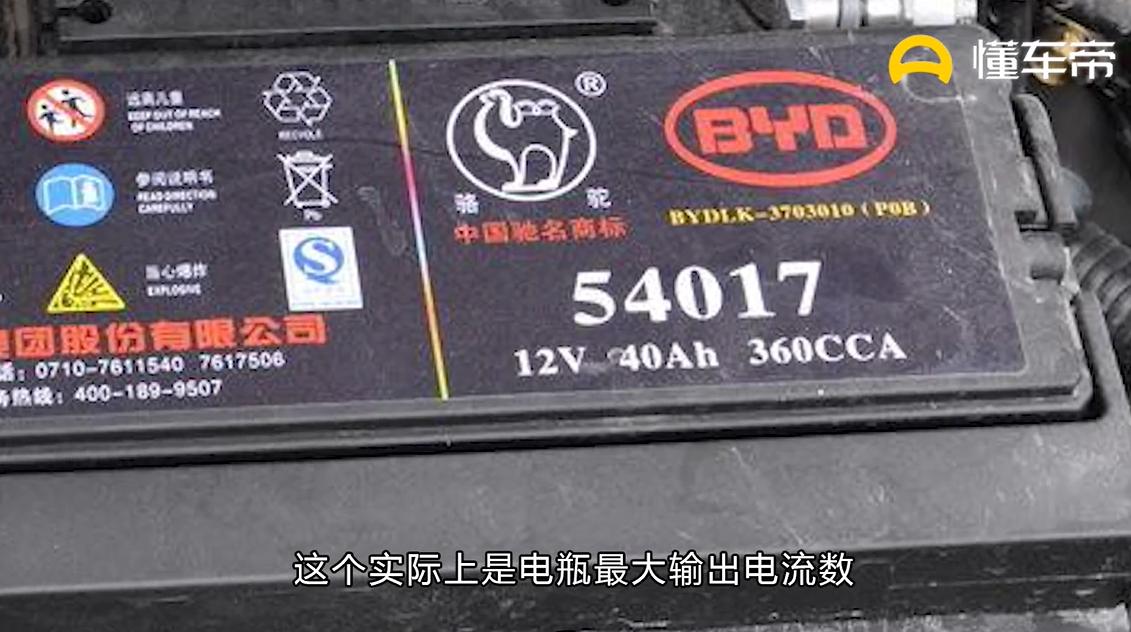 懂车帝
远离儿童
KEEP OUT OF REACH
OF CHILDREN
RECYCLE
参阅说明书
READ DIRECTION
CAREFULLY
Pb
当心爆炸
EXPLOSIVE
S
团股份有限公司
：0710-7611540 7617506
热线：400-189-9507
®
骆 驼
中国驰名商标
BYD
BYDLK-3703010（P0B）
54017
12V 40Ah 360CCA
这个实际上是电瓶最大输出电流数